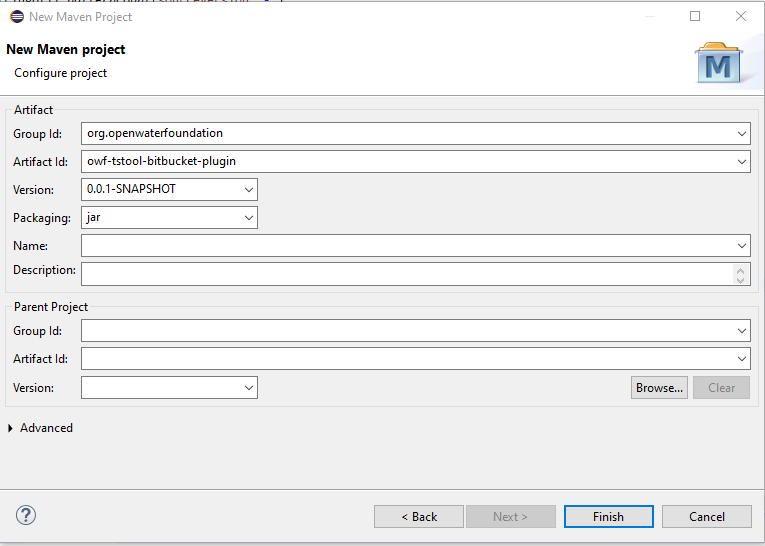 New Maven Project
New Maven project
Configure project
M
Artifact
Group Id: org.openwaterfoundation
Artifact Id: owf-tstool-bitbucket-plugin
Version: 0.0.1-SNAPSHOT
Packaging: jar
Name:
Description:
Parent Project
Group Id:
Artifact Id:
Version: Browse... Clear
Advanced
? < Back Next > Finish Cancel